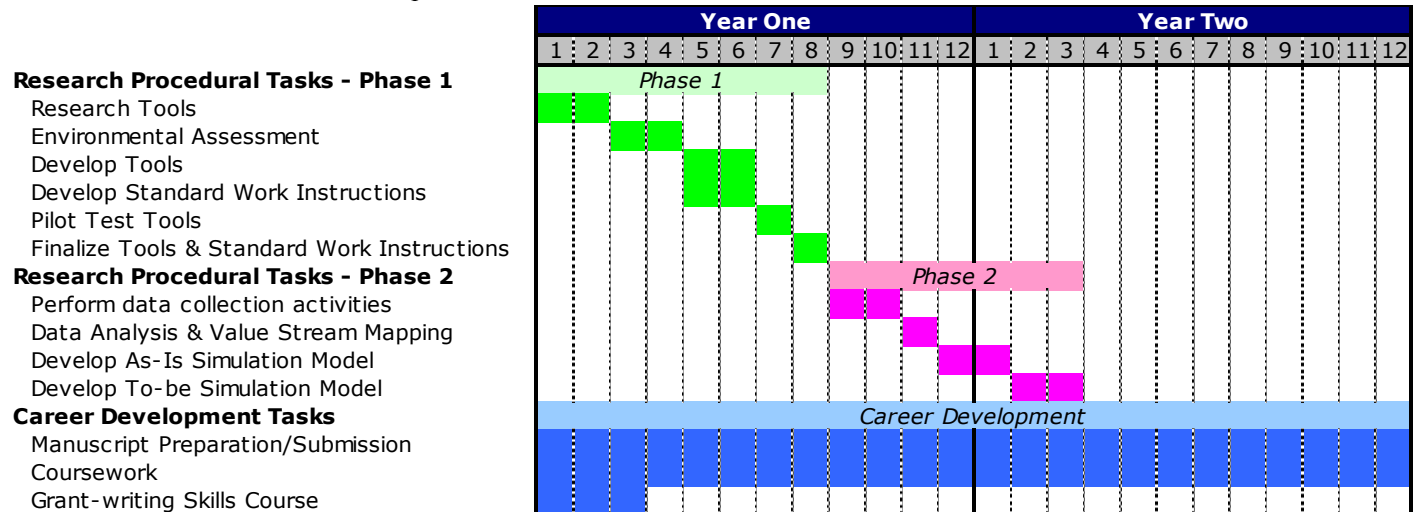 Year One Year Two
1 2 3 4 5 6 7 8 9 10 11 12 1 2 3 4 5 6 7 8 9 10 11 12
Research Procedural Tasks - Phase 1 Phase 1
Research Tools
Environmental Assessment
Develop Tools
Develop Standard Work Instructions
Pilot Test Tools
Finalize Tools & Standard Work Instructions
Research Procedural Tasks - Phase 2 Phase 2
Perform data collection activities
Data Analysis & Value Stream Mapping
Develop As-Is Simulation Model
Develop To-be Simulation Model
Career Development Tasks Career Development
Manuscript Preparation/Submission
Coursework
Grant-writing Skills Course